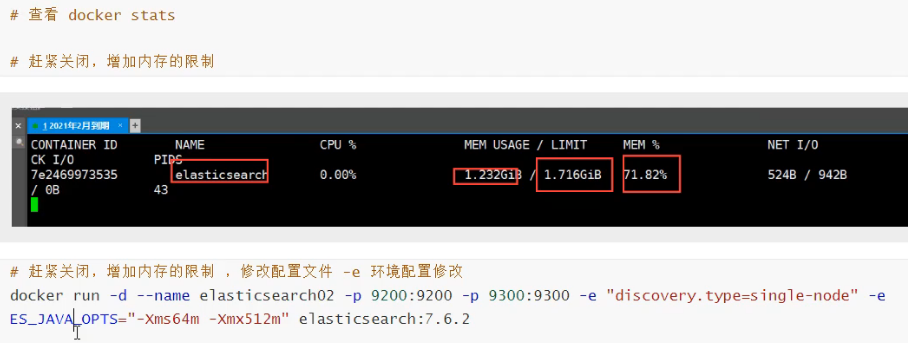 # 查看 docker stats
# 赶紧关闭，增加内存的限制
1 2021年2月到期
CONTAINER ID NAME CPU % MEM USAGE / LIMIT MEM % NET I/O
CK I/O PIDS
7e2469973535 elasticsearch 0.00% 1.232GiB / 1.716GiB 71.82% 524B / 942B
/ 0B 43
# 赶紧关闭，增加内存的限制 ，修改配置文件 -e 环境配置修改
docker run -d --name elasticsearch02 -p 9200:9200 -p 9300:9300 -e "discovery.type=single-node" -e
ES_JAVA_OPTS="-Xms64m -Xmx512m" elasticsearch:7.6.2